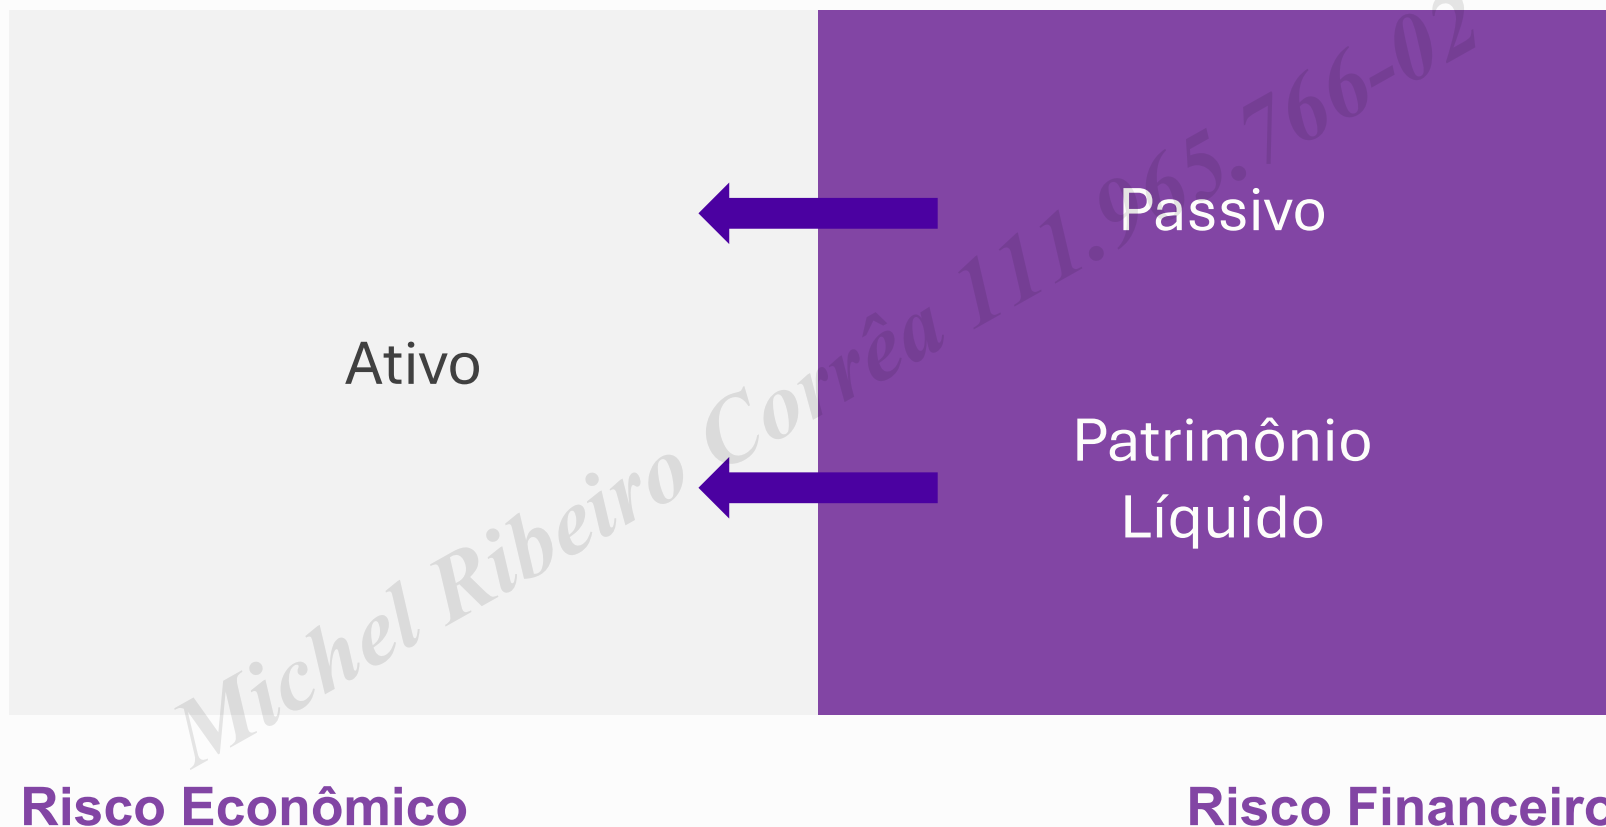 Passivo
Ativo
Patrimônio
Líquido
Michel Ribeiro Corrêa 111.965.766-02
Risco Econômico
Risco Financeiro